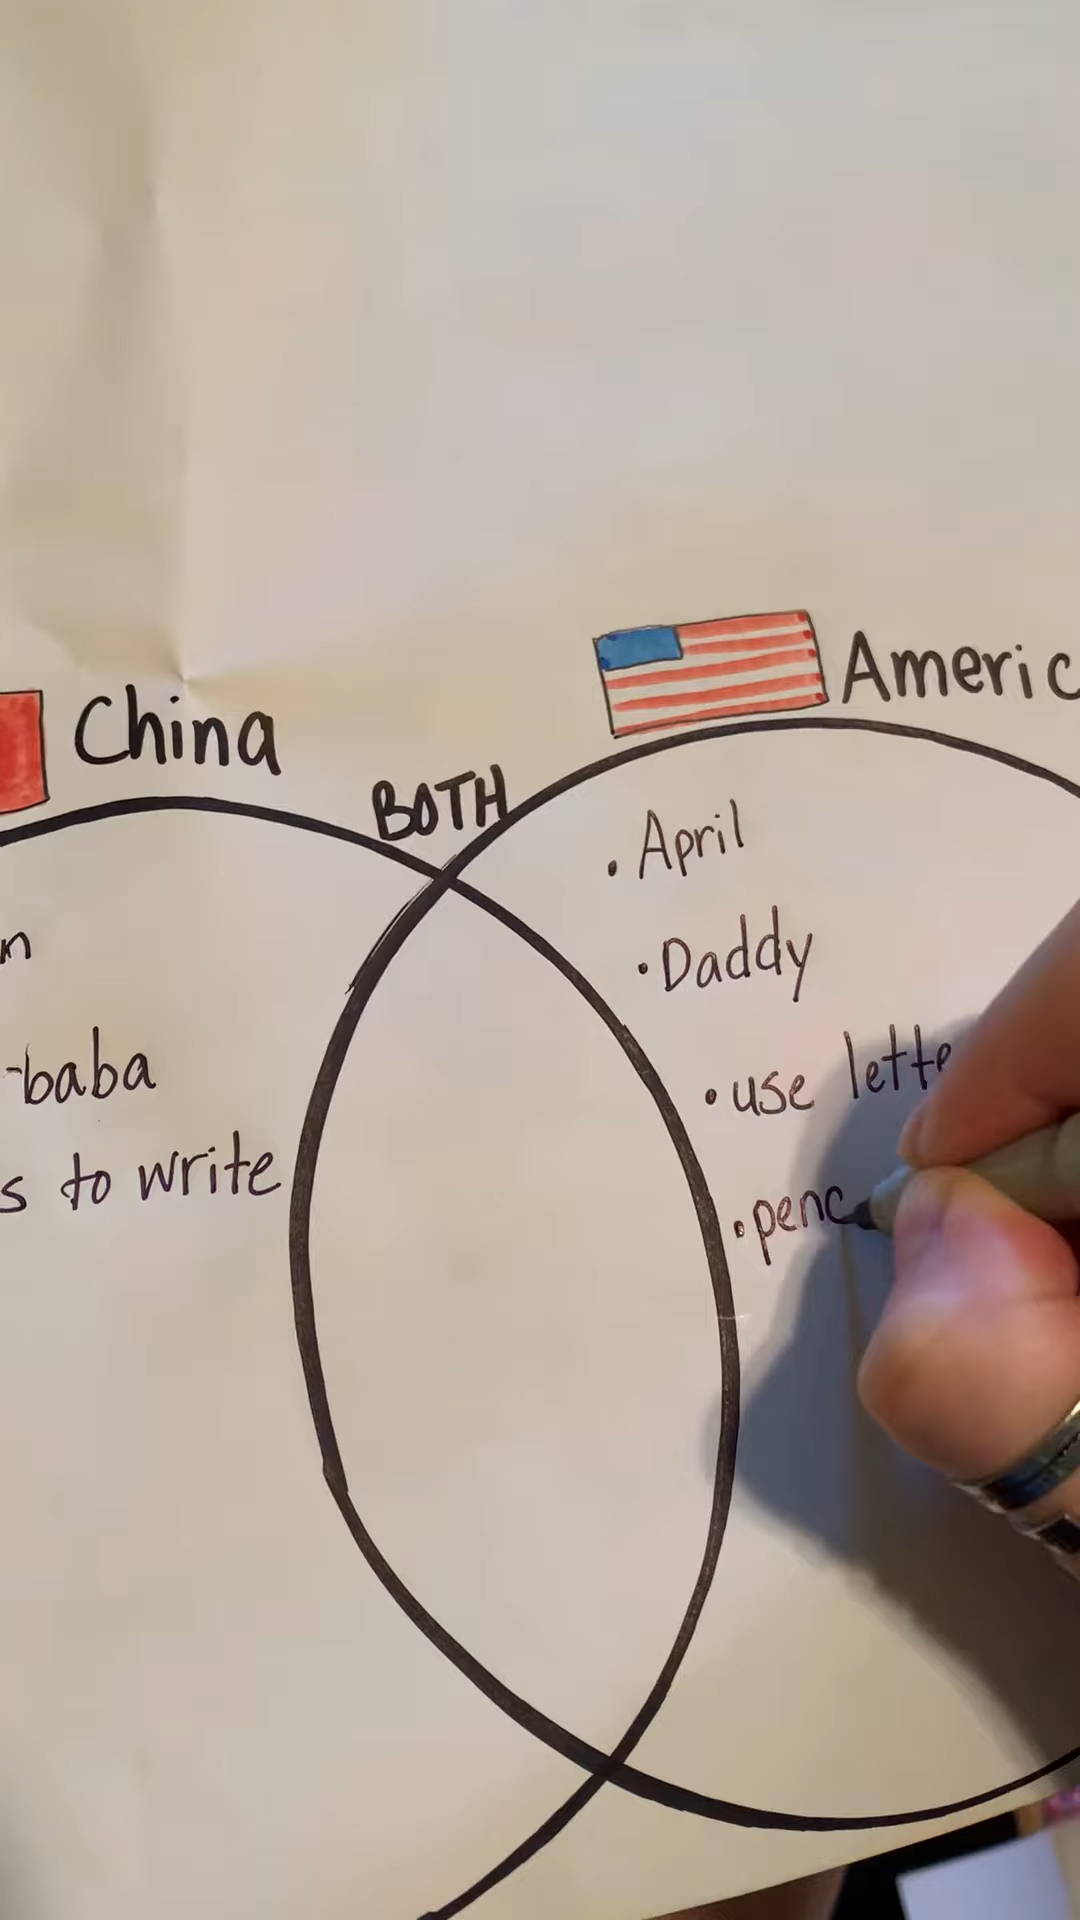 China
Americ
BOTH
n
-baba
s to write
• April
• Daddy
• use lette
• penc